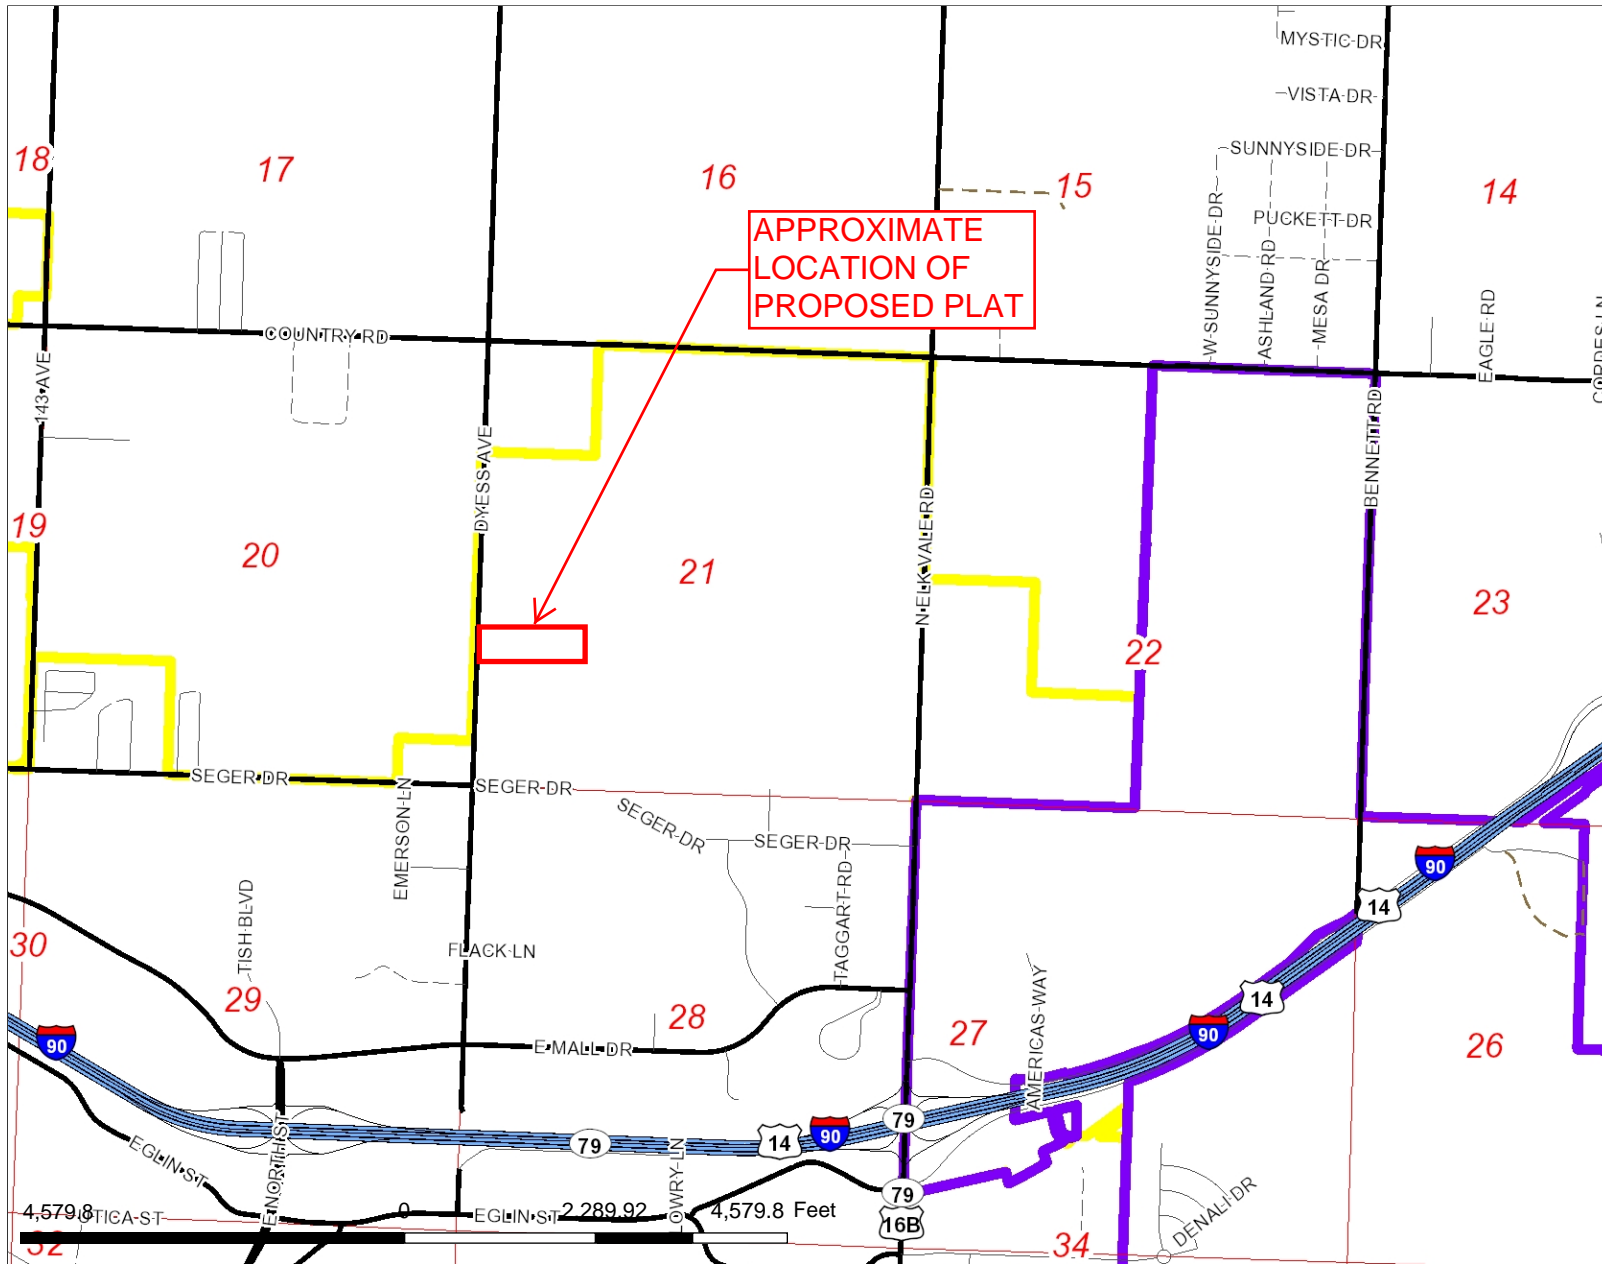 MYSTIC DR
VISTA DR
SUNNYSIDE DR
PUCKETT DR
W SUNNYSIDE DR
ASHLAND RD
MESA DR
EAGLE RD
18
17
16
15
14
APPROXIMATE
LOCATION OF
PROPOSED PLAT
COUNTRY RD
143 AVE
DYESS AVE
N ELK VALE RD
BENNETT RD
19
20
21
22
23
SEGER DR
SEGER DR
SEGER DR
SEGER DR
EMERSON LN
TAGGART RD
TISH BLVD
FLACK LN
AMERICAS WAY
30
29
28
27
26
E MALL DR
90
90
90
90
14
14
14
79
79
79
16B
EGLIN ST
E NORTH ST
LOWRY LN
EGLIN ST
UTICA ST
DENALI DR
32
34
4,579.8 0 2,289.92 4,579.8 Feet